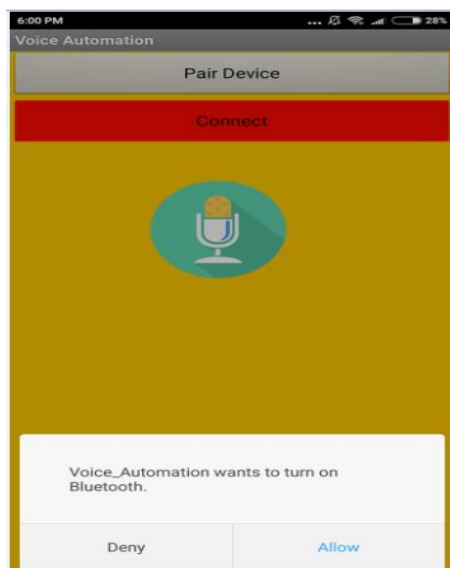 6:00 PM ... 28%
Voice Automation
Pair Device
Connect
Voice_Automation wants to turn on
Bluetooth.
Deny Allow